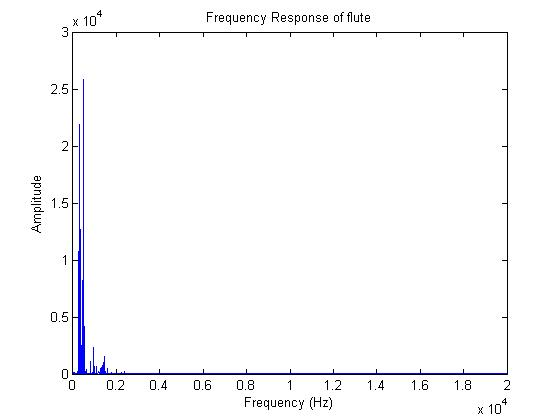 Frequency Response of flute
x 10^4
3
2.5
2
1.5
1
0.5
0
Amplitude
0 0.2 0.4 0.6 0.8 1 1.2 1.4 1.6 1.8 2
Frequency (Hz)
x 10^4